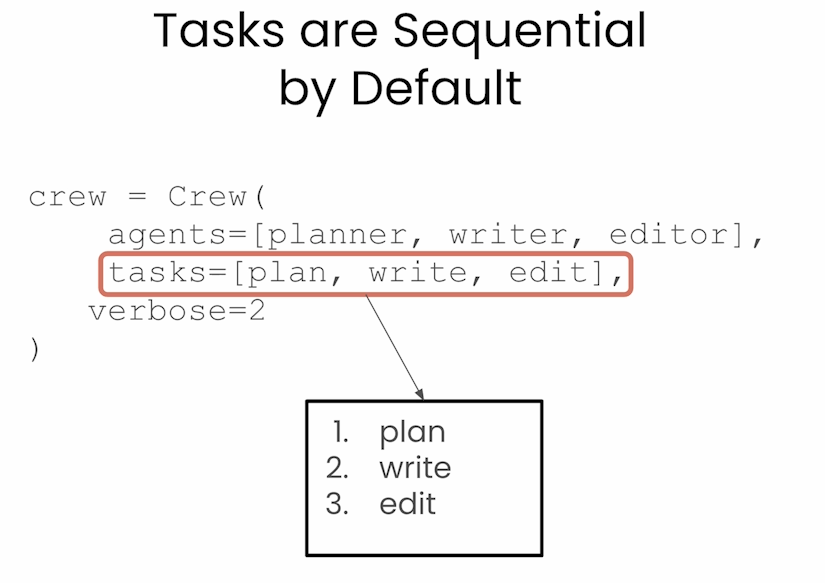 Tasks are Sequential
by Default
crew = Crew(
agents=[planner, writer, editor],
tasks=[plan, write, edit],
verbose=2
)
1. plan
2. write
3. edit